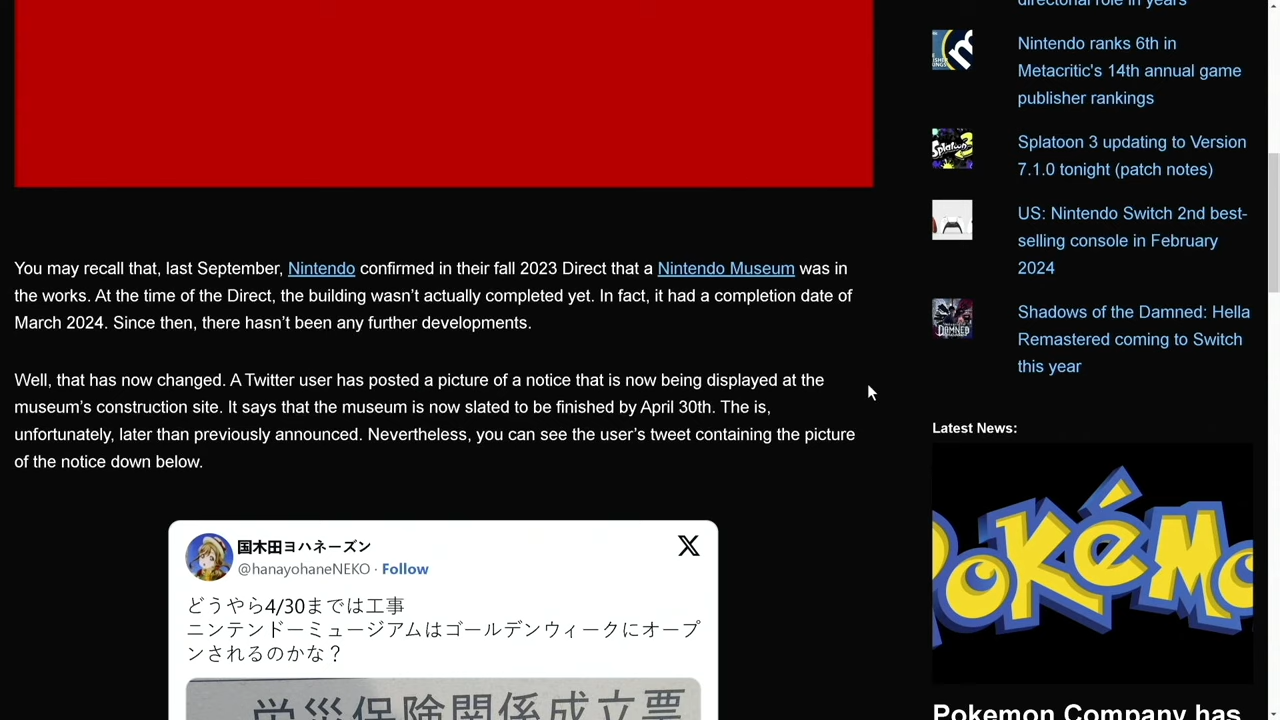 directorial role in years
Nintendo ranks 6th in
Metacritic's 14th annual game
publisher rankings
Splatoon 3 updating to Version
7.1.0 tonight (patch notes)
US: Nintendo Switch 2nd best-
selling console in February
2024
Shadows of the Damned: Hella
Remastered coming to Switch
this year
Latest News:
POKéMO
Pokemon Company has
You may recall that, last September, Nintendo confirmed in their fall 2023 Direct that a Nintendo Museum was in
the works. At the time of the Direct, the building wasn’t actually completed yet. In fact, it had a completion date of
March 2024. Since then, there hasn’t been any further developments.
Well, that has now changed. A Twitter user has posted a picture of a notice that is now being displayed at the
museum’s construction site. It says that the museum is now slated to be finished by April 30th. The is,
unfortunately, later than previously announced. Nevertheless, you can see the user’s tweet containing the picture
of the notice down below.
国木田ヨハネーズン
@hanayohaneNEKO · Follow
どうやら4/30までは工事
ニンテンドーミュージアムはゴールデンウィークにオープ
ンされるのかな？
労災保険関係成立票